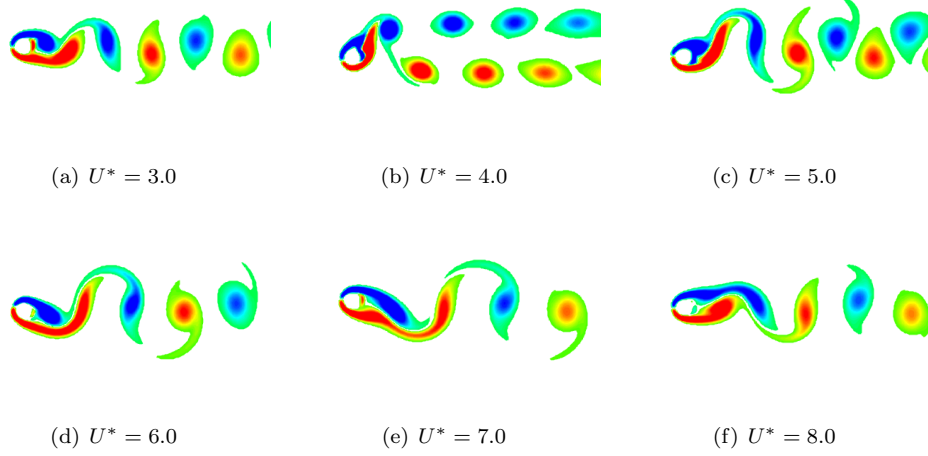 (a) U* = 3.0
(b) U* = 4.0
(c) U* = 5.0
(d) U* = 6.0
(e) U* = 7.0
(f) U* = 8.0